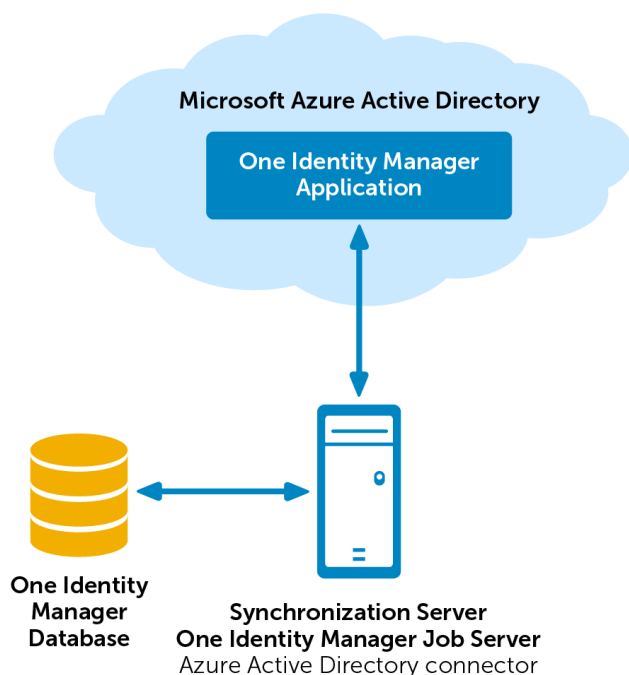 Microsoft Azure Active Directory
One Identity Manager
Application
One Identity
Manager
Database
Synchronization Server
One Identity Manager Job Server
Azure Active Directory connector